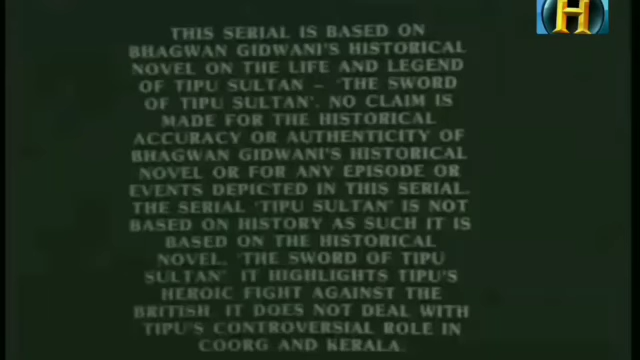 THIS SERIAL IS BASED ON
BHAGWAN GIDWANI'S HISTORICAL
NOVEL ON THE LIFE AND LEGEND
OF TIPU SULTAN – 'THE SWORD
OF TIPU SULTAN'. NO CLAIM IS
MADE FOR THE HISTORICAL
ACCURACY OR AUTHENTICITY OF
BHAGWAN GIDWANI'S HISTORICAL
NOVEL OR FOR ANY EPISODE OR
EVENTS DEPICTED IN THIS SERIAL.
THE SERIAL 'TIPU SULTAN' IS NOT
BASED ON HISTORY AS SUCH IT IS
BASED ON THE HISTORICAL
NOVEL. 'THE SWORD OF TIPU
SULTAN'. IT HIGHLIGHTS TIPU'S
HEROIC FIGHT AGAINST THE
BRITISH. IT DOES NOT DEAL WITH
TIPU'S CONTROVERSIAL ROLE IN
COORG AND KERALA.
H